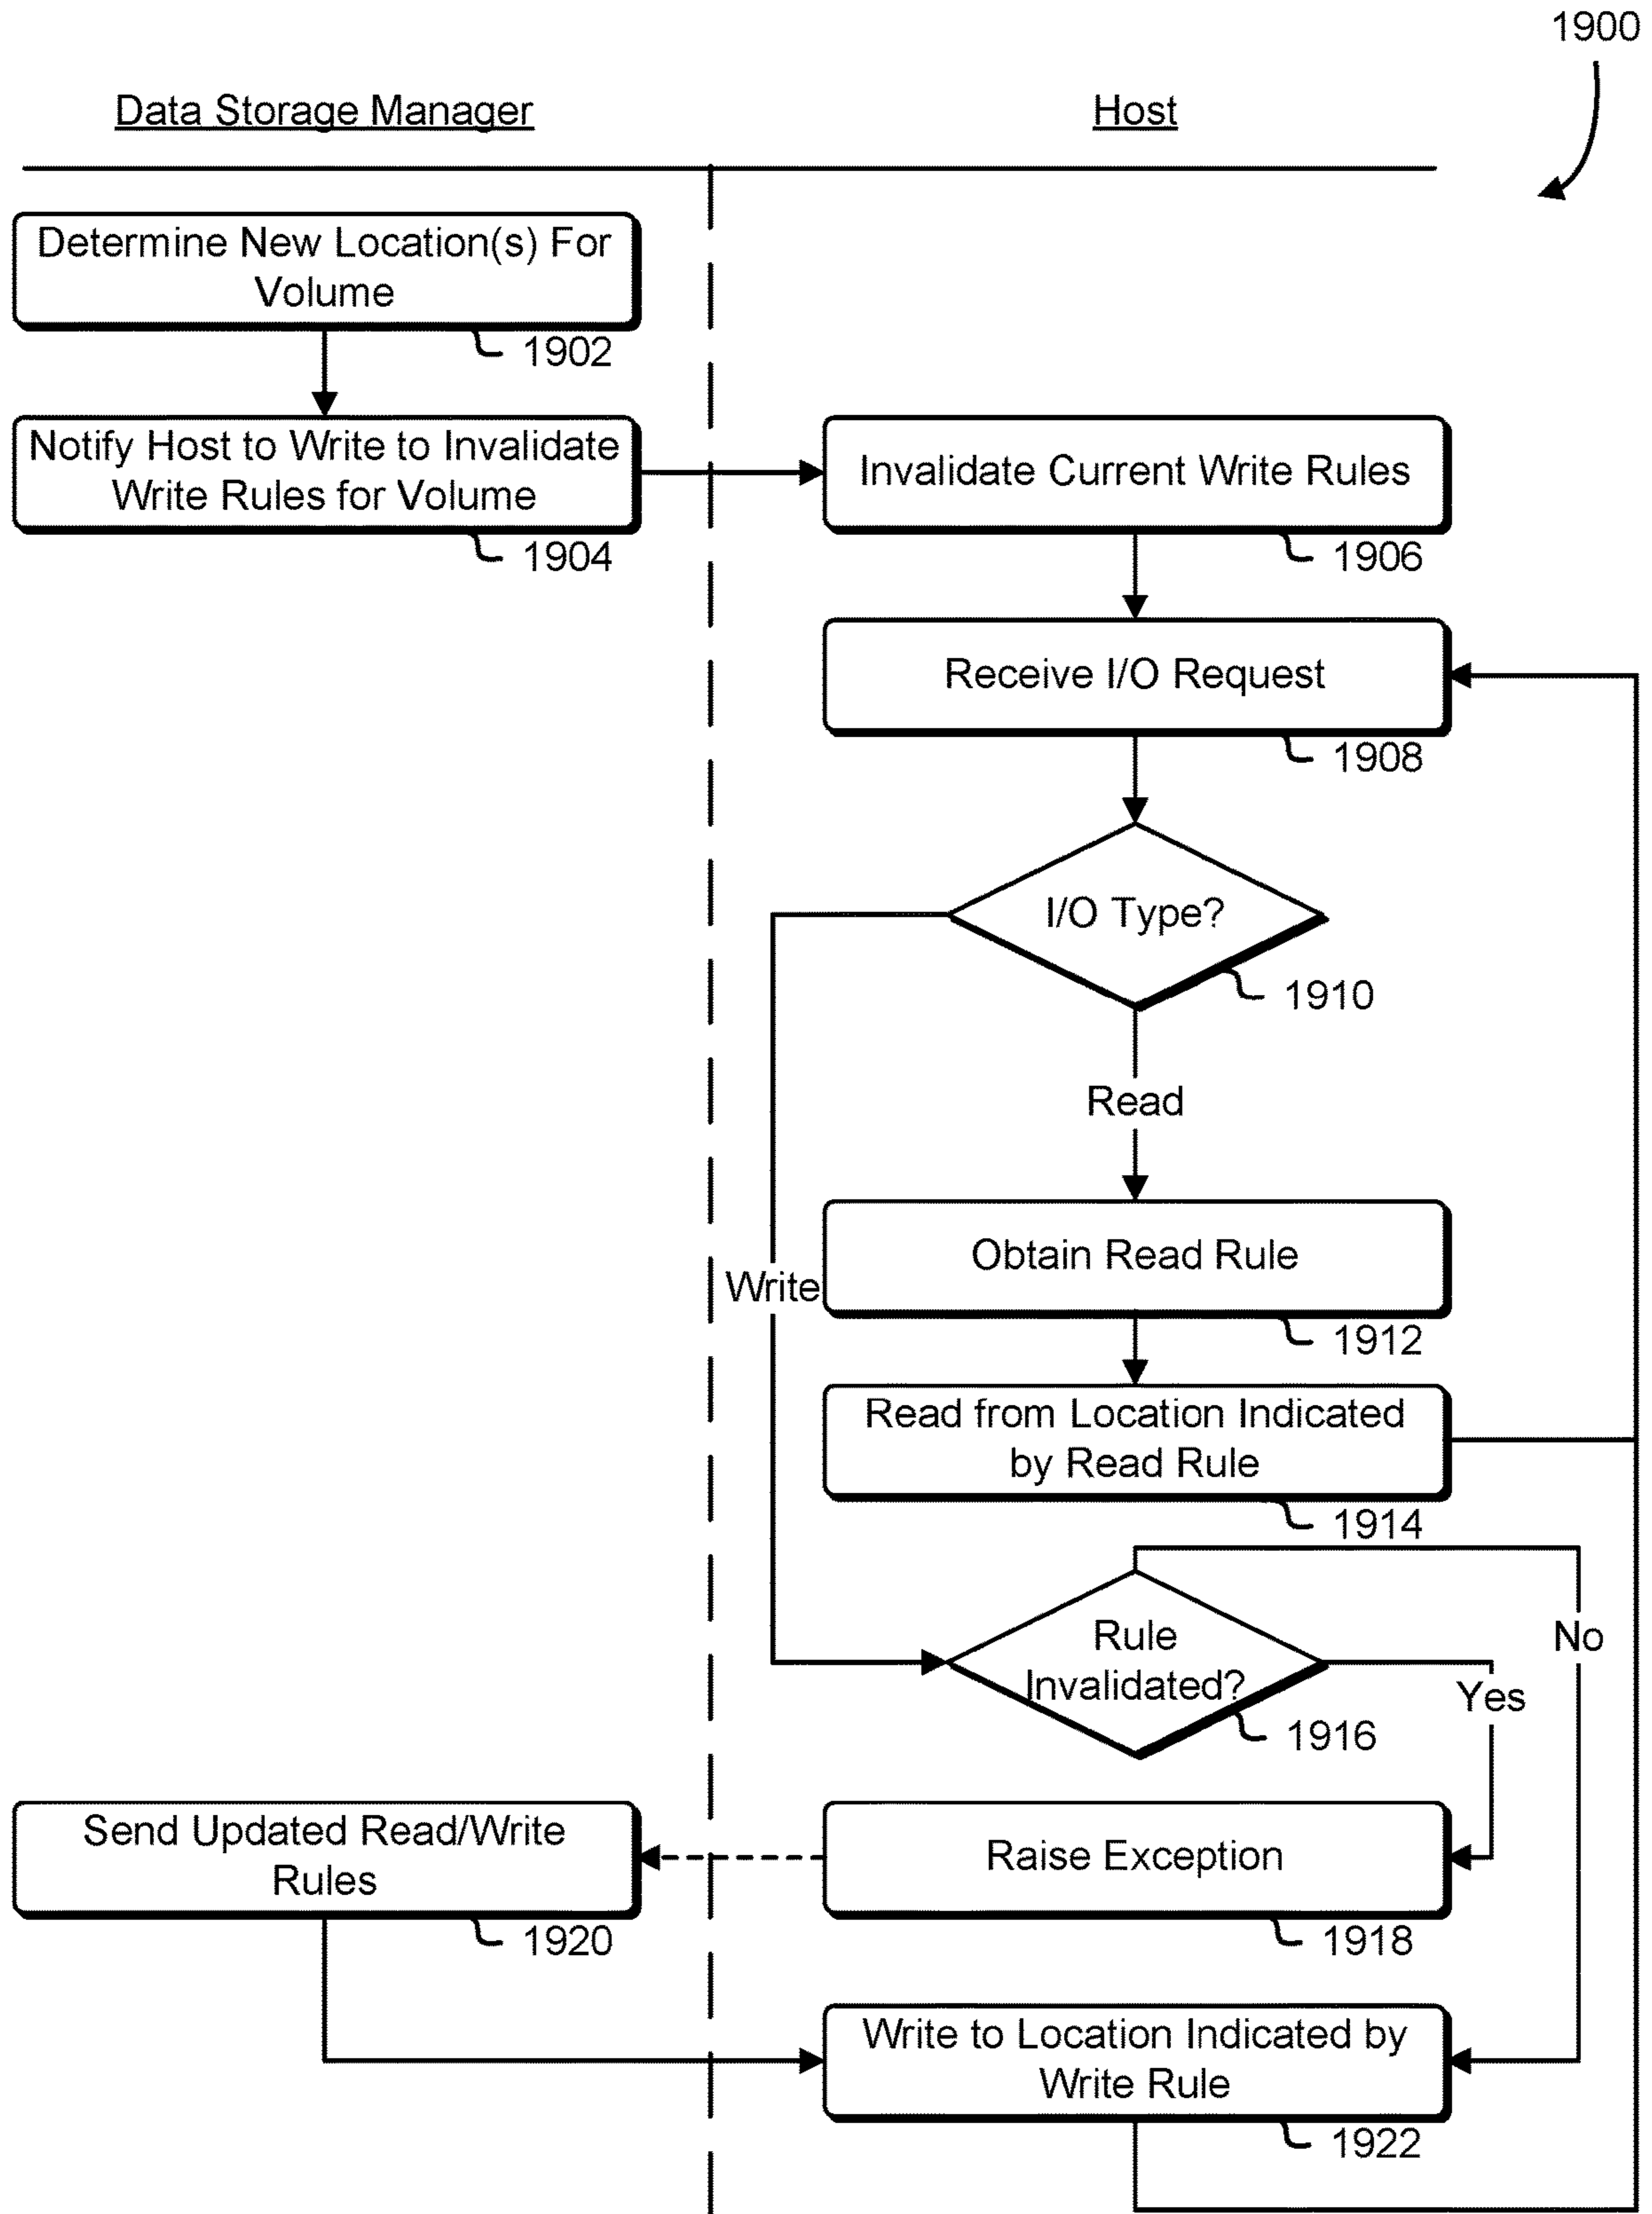 1900
Data Storage Manager
Host
Determine New Location(s) For
Volume
1902
Notify Host to Write to Invalidate
Write Rules for Volume
1904
Invalidate Current Write Rules
1906
Receive I/O Request
1908
I/O Type?
1910
Read
Write
Obtain Read Rule
1912
Read from Location Indicated
by Read Rule
1914
Rule
Invalidated?
1916
No
Yes
Send Updated Read/Write
Rules
1920
Raise Exception
1918
Write to Location Indicated by
Write Rule
1922